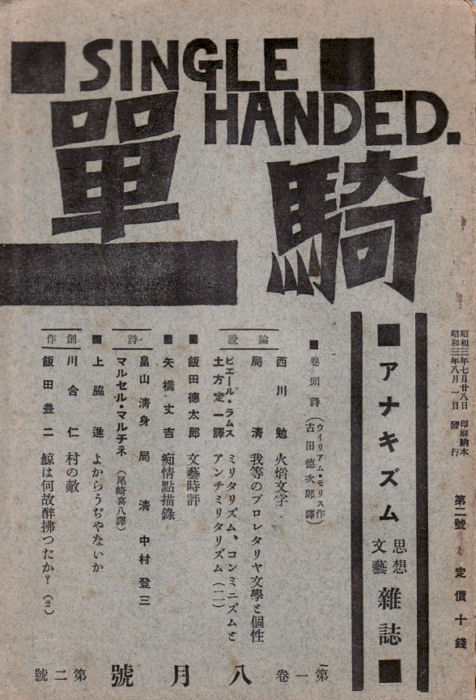 SINGLE
HANDED.
單騎
昭和三年七月廿八日 印刷納本
昭和三年八月一日 發行
第二號 定價十錢
アナキズム 思想文藝 雜誌
■卷頭詩(ウイリアム・モリス作 古田德次郎譯)
西川勉 火焰文字
論說
局清 我等のプロレタリヤ文學と個性
ピエール・ラムス 土方定一譯 ミリタリズム、コンミニズムとアンチミリタリズム(一)
■飯田德太郎 文藝時評
■矢橋丈吉 痴情點描錄
詩
畠山清身 局清 中村登三
マルセル・マルチネ(尾崎喜八譯)
■上脇進 よからうぢやないか
創作
川合仁 村の敵
飯田豊二 鯨は何故醉拂つたか?(2)
第一卷 八月號 第二號